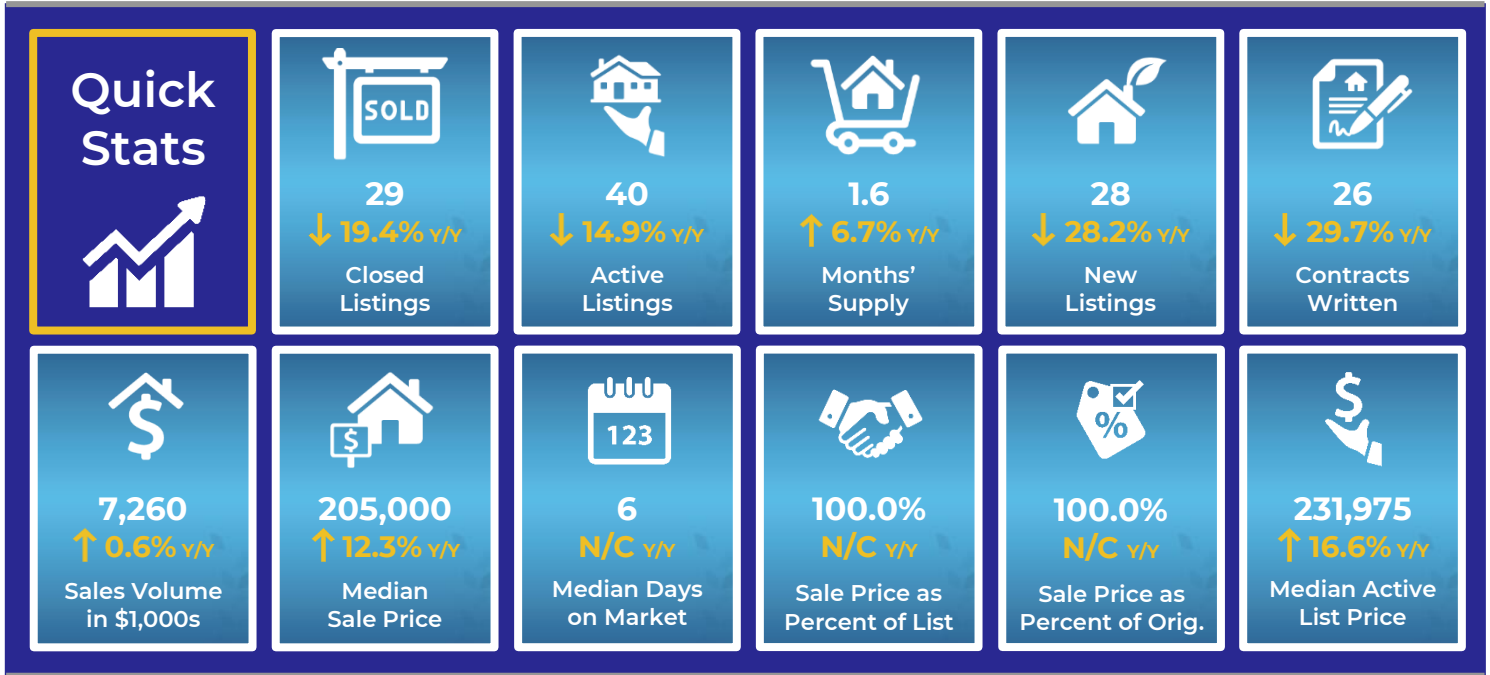 Quick
Stats
SOLD
29
↓ 19.4% Y/Y
Closed
Listings
40
↓ 14.9% Y/Y
Active
Listings
1.6
↑ 6.7% Y/Y
Months’
Supply
28
↓ 28.2% Y/Y
New
Listings
26
↓ 29.7% Y/Y
Contracts
Written
$
7,260
↑ 0.6% Y/Y
Sales Volume
in $1,000s
$
205,000
↑ 12.3% Y/Y
Median
Sale Price
123
6
N/C Y/Y
Median Days
on Market
100.0%
N/C Y/Y
Sale Price as
Percent of List
%
100.0%
N/C Y/Y
Sale Price as
Percent of Orig.
$
231,975
↑ 16.6% Y/Y
Median Active
List Price